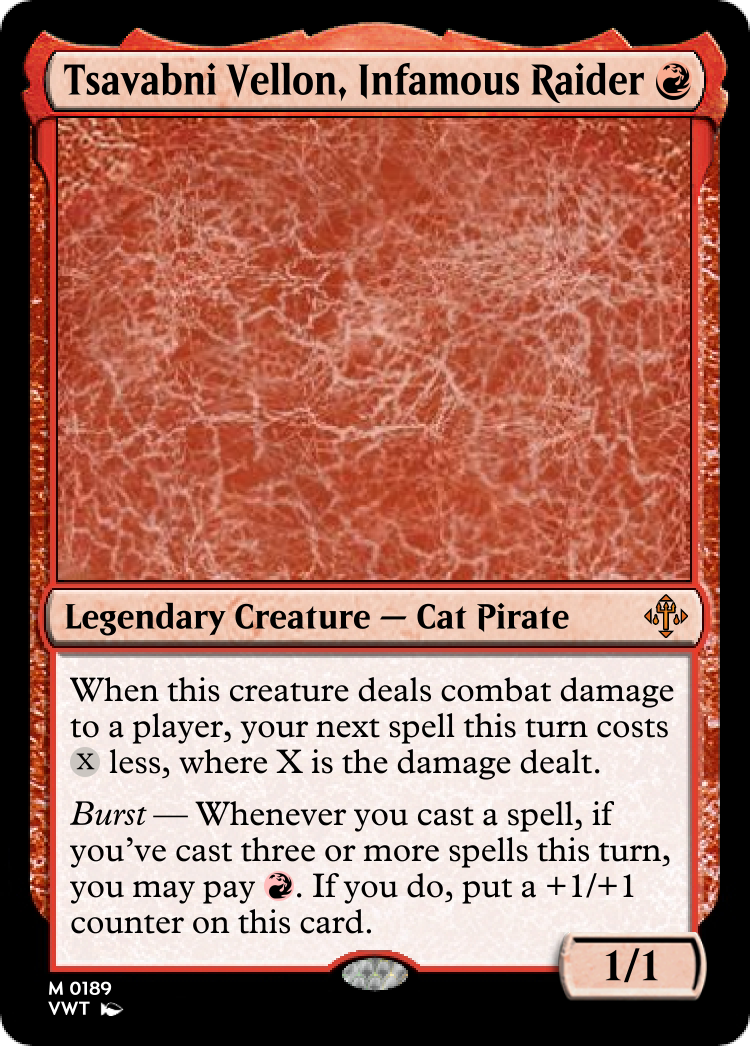 Tsavabni Vellon, Infamous Raider
Legendary Creature — Cat Pirate
When this creature deals combat damage
to a player, your next spell this turn costs
X less, where X is the damage dealt.
Burst — Whenever you cast a spell, if
you've cast three or more spells this turn,
you may pay . If you do, put a +1/+1
counter on this card.
1/1
M 0189
VWT